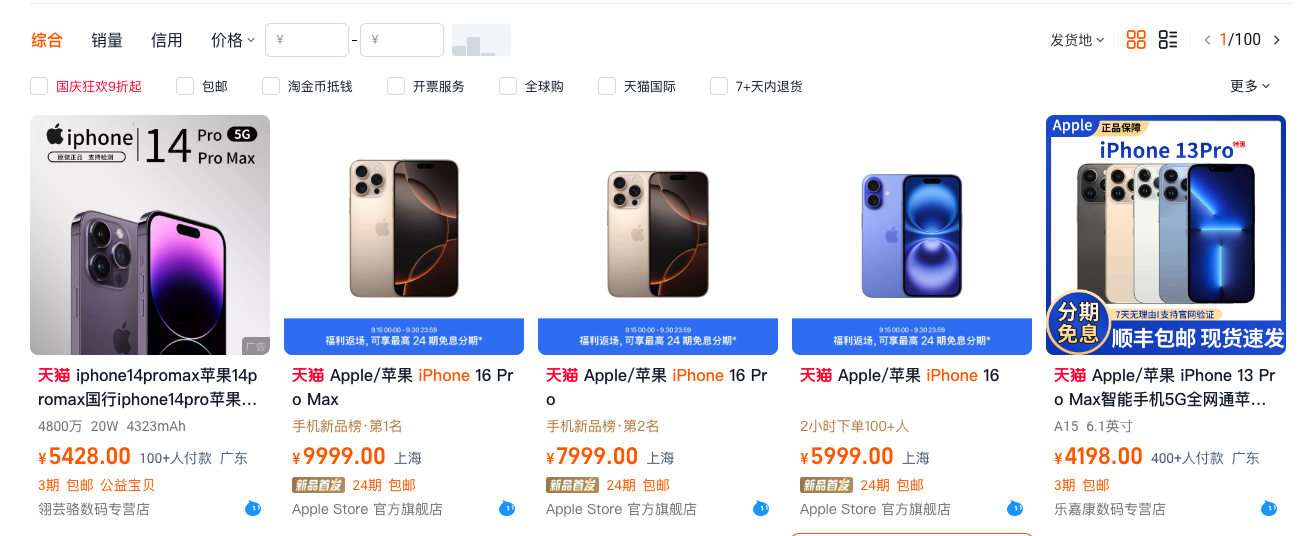 综合 销量 信用 价格 ¥ - ¥ 发货地 1/100
国庆狂欢9折起 包邮 淘金币抵钱 开票服务 全球购 天猫国际 7+天内退货 更多
iphone 14 Pro 5G
Pro Max
原装正品 支持检测
广告
天猫 iphone14promax苹果14p
romax国行iphone14pro苹果...
4800万 20W 4323mAh
¥5428.00 100+人付款 广东
3期 包邮 公益宝贝
翎芸骆数码专营店
9.15 00:00 - 9.30 23:59
福利返场, 可享最高 24 期免息分期*
天猫 Apple/苹果 iPhone 16 Pr
o Max
手机新品榜·第1名
¥9999.00 上海
新品首发 24期 包邮
Apple Store 官方旗舰店
9.15 00:00 - 9.30 23:59
福利返场, 可享最高 24 期免息分期*
天猫 Apple/苹果 iPhone 16 Pr
o
手机新品榜·第2名
¥7999.00 上海
新品首发 24期 包邮
Apple Store 官方旗舰店
9.15 00:00 - 9.30 23:59
福利返场, 可享最高 24 期免息分期*
天猫 Apple/苹果 iPhone 16
2小时下单100+人
¥5999.00 上海
新品首发 24期 包邮
Apple Store 官方旗舰店
Apple 正品保障
iPhone 13Pro 特惠
7天无理由|支持官网验证
分期
免息
顺丰包邮 现货速发
天猫 Apple/苹果 iPhone 13 Pr
o Max智能手机5G全网通苹...
A15 6.1英寸
¥4198.00 400+人付款 广东
3期 包邮
乐嘉康数码专营店